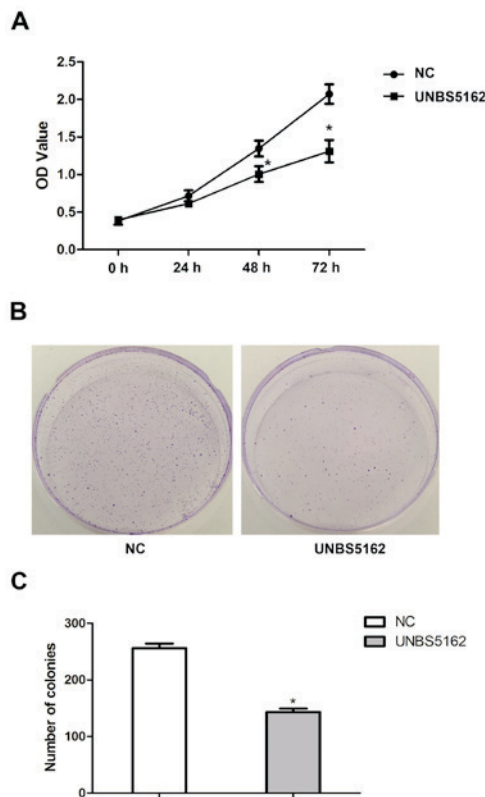 A
2.5
2.0
1.5
1.0
0.5
0.0
OD Value
0 h
24 h
48 h
72 h
*
*
NC
UNBS5162
B
NC
UNBS5162
C
300
200
100
0
Number of colonies
*
NC
UNBS5162